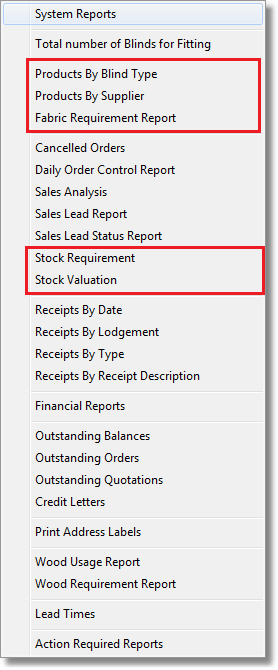 System Reports
Total number of Blinds for Fitting
Products By Blind Type
Products By Supplier
Fabric Requirement Report
Cancelled Orders
Daily Order Control Report
Sales Analysis
Sales Lead Report
Sales Lead Status Report
Stock Requirement
Stock Valuation
Receipts By Date
Receipts By Lodgement
Receipts By Type
Receipts By Receipt Description
Financial Reports
Outstanding Balances
Outstanding Orders
Outstanding Quotations
Credit Letters
Print Address Labels
Wood Usage Report
Wood Requirement Report
Lead Times
Action Required Reports